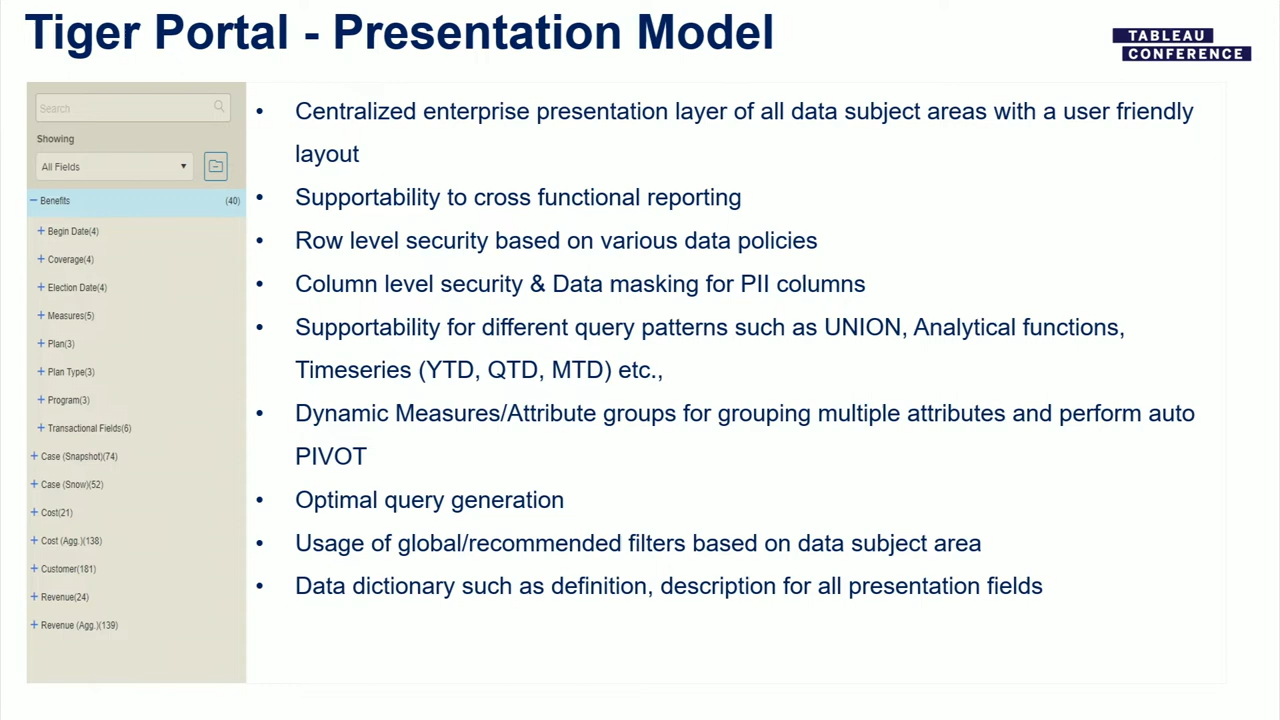 Tiger Portal - Presentation Model
TABLEAU
CONFERENCE
Search
Showing
All Fields
Benefits (40)
Begin Date(4)
Coverage(4)
Election Date(4)
Measures(5)
Plan(3)
Plan Type(3)
Program(3)
Transactional Fields(6)
Case (Snapshot)(74)
Case (Snow)(52)
Cost(21)
Cost (Agg.)(138)
Customer(181)
Revenue(24)
Revenue (Agg.)(139)
• Centralized enterprise presentation layer of all data subject areas with a user friendly
layout
• Supportability to cross functional reporting
• Row level security based on various data policies
• Column level security & Data masking for PII columns
• Supportability for different query patterns such as UNION, Analytical functions,
Timeseries (YTD, QTD, MTD) etc.,
• Dynamic Measures/Attribute groups for grouping multiple attributes and perform auto
PIVOT
• Optimal query generation
• Usage of global/recommended filters based on data subject area
• Data dictionary such as definition, description for all presentation fields